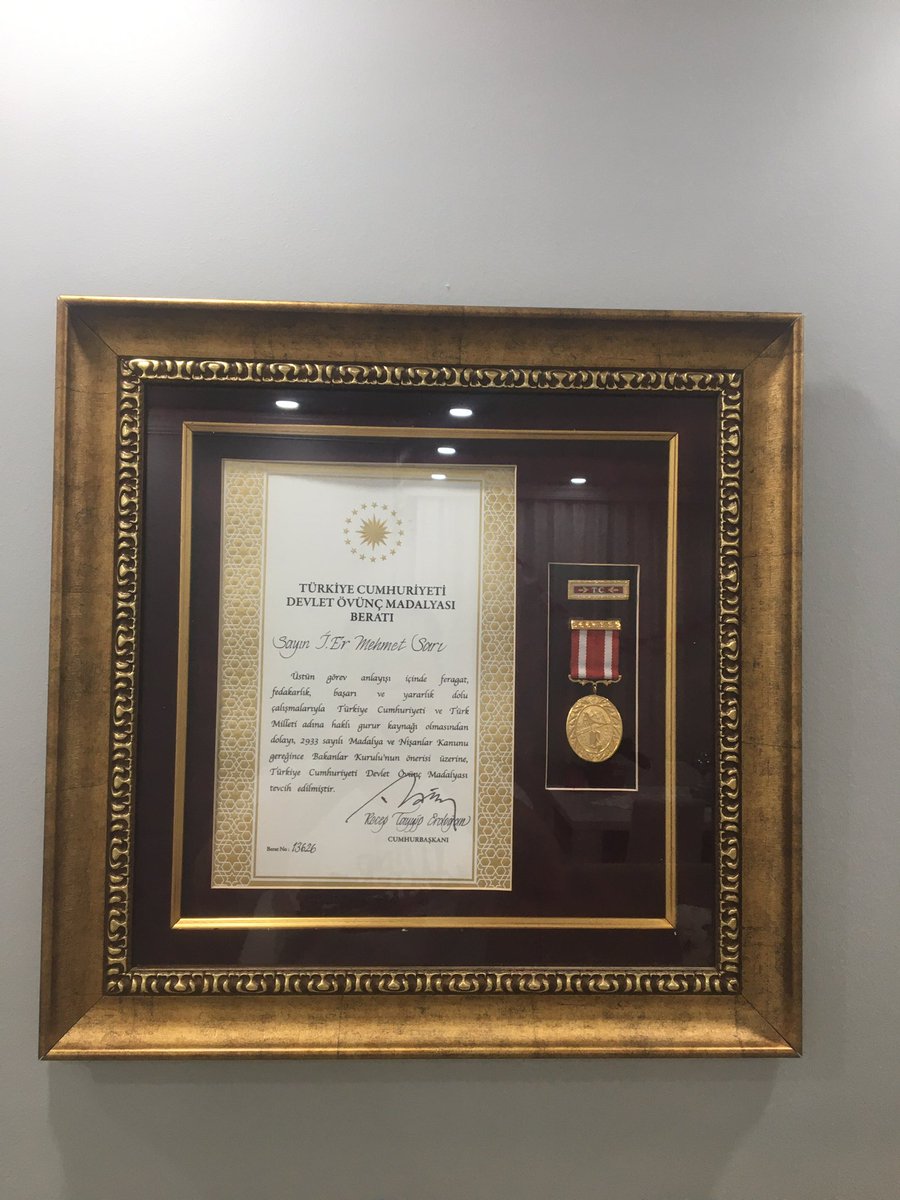 TÜRKİYE CUMHURİYETİ
DEVLET ÖVÜNÇ MADALYASI
BERATI
Sayın J.Er Mehmet Sarı
Üstün görev anlayışı içinde feragat,
fedakarlık, başarı ve yararlık dolu
çalışmalarıyla Türkiye Cumhuriyeti ve Türk
Milleti adına haklı gurur kaynağı olmasından
dolayı, 2933 sayılı Madalya ve Nişanlar Kanunu
gereğince Bakanlar Kurulu'nun önerisi üzerine,
Türkiye Cumhuriyeti Devlet Övünç Madalyası
tevcih edilmiştir.
Recep Tayyip Erdoğan
CUMHURBAŞKANI
Berat No: 13626
TC